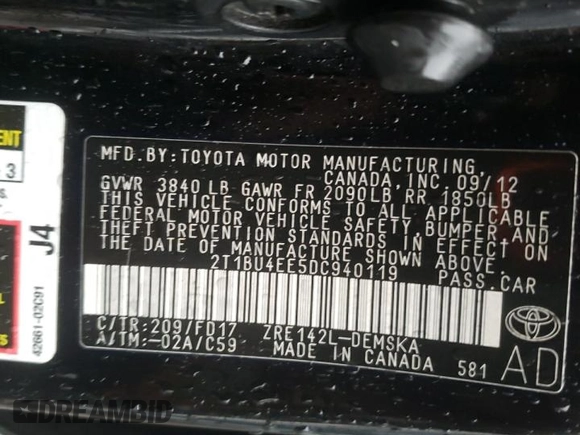 MFD.BY:TOYOTA MOTOR MANUFACTURING,
CANADA, INC. 09/12
GVWR 3840 LB GAWR FR 2090LB RR 1850LB
THIS VEHICLE CONFORMS TO ALL APPLICABLE
FEDERAL MOTOR VEHICLE SAFETY, BUMPER AND
THEFT PREVENTION STANDARDS IN EFFECT ON
THE DATE OF MANUFACTURE SHOWN ABOVE.
2T1BU4EE5DC940119
PASS.CAR
C/TR:209/FD17 ZRE142L-DEMSKA
A/TM:-02A/C59 MADE IN CANADA 581
AD
J4
42661-02C91
3
DREAMBID